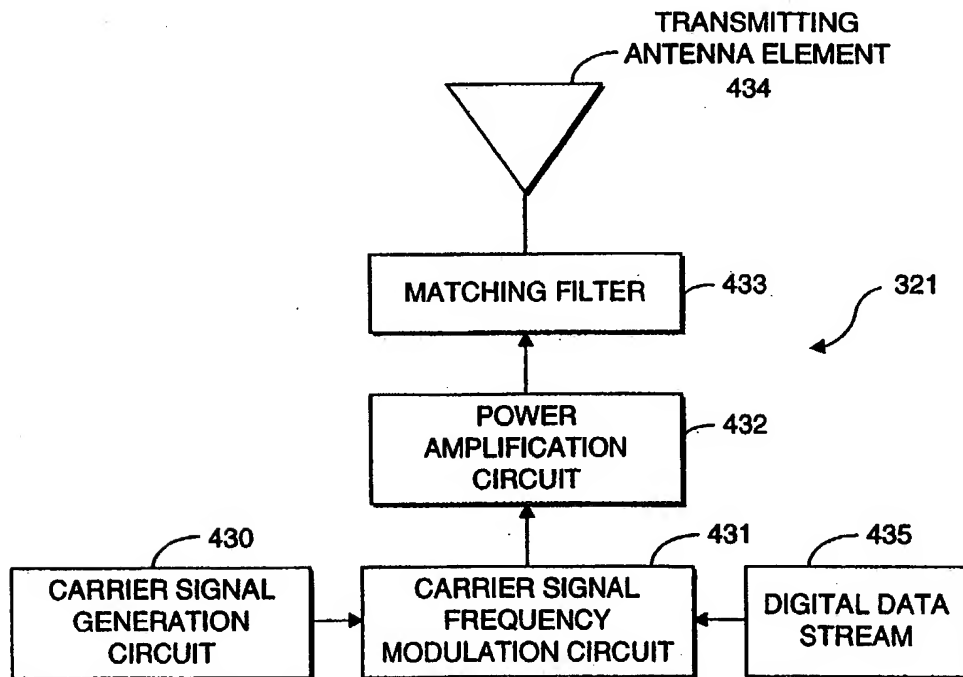 TRANSMITTING
ANTENNA ELEMENT
434
MATCHING FILTER
433
321
POWER
AMPLIFICATION
CIRCUIT
432
430
CARRIER SIGNAL
GENERATION
CIRCUIT
431
CARRIER SIGNAL
FREQUENCY
MODULATION CIRCUIT
435
DIGITAL DATA
STREAM